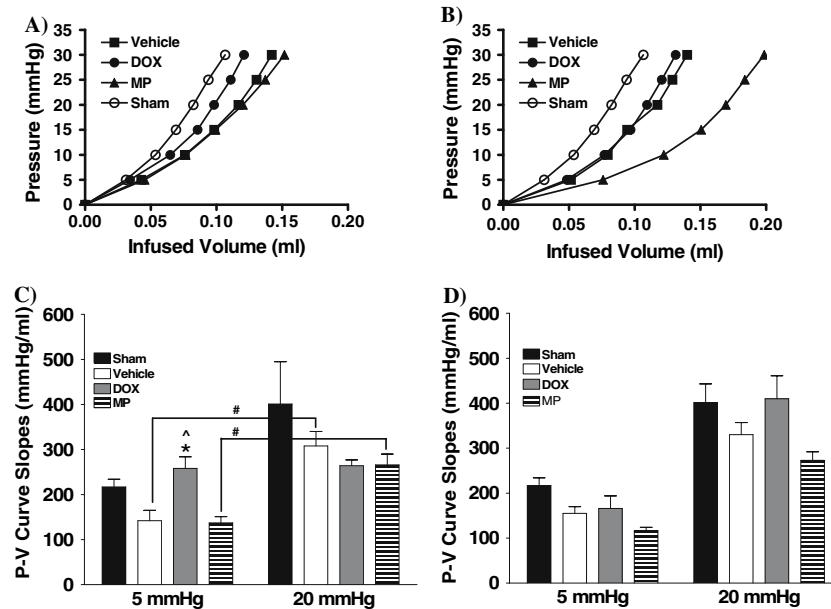 A)
35
30
25
20
15
10
5
0
Pressure (mmHg)
Vehicle
DOX
MP
Sham
0.00
0.05
0.10
0.15
0.20
Infused Volume (ml)
B)
35
30
25
20
15
10
5
0
Pressure (mmHg)
Vehicle
DOX
MP
Sham
0.00
0.05
0.10
0.15
0.20
Infused Volume (ml)
C)
600
500
400
300
200
100
0
P-V Curve Slopes (mmHg/ml)
Sham
Vehicle
DOX
MP
#
#
^
*
5 mmHg
20 mmHg
D)
600
500
400
300
200
100
0
P-V Curve Slopes (mmHg/ml)
Sham
Vehicle
DOX
MP
5 mmHg
20 mmHg